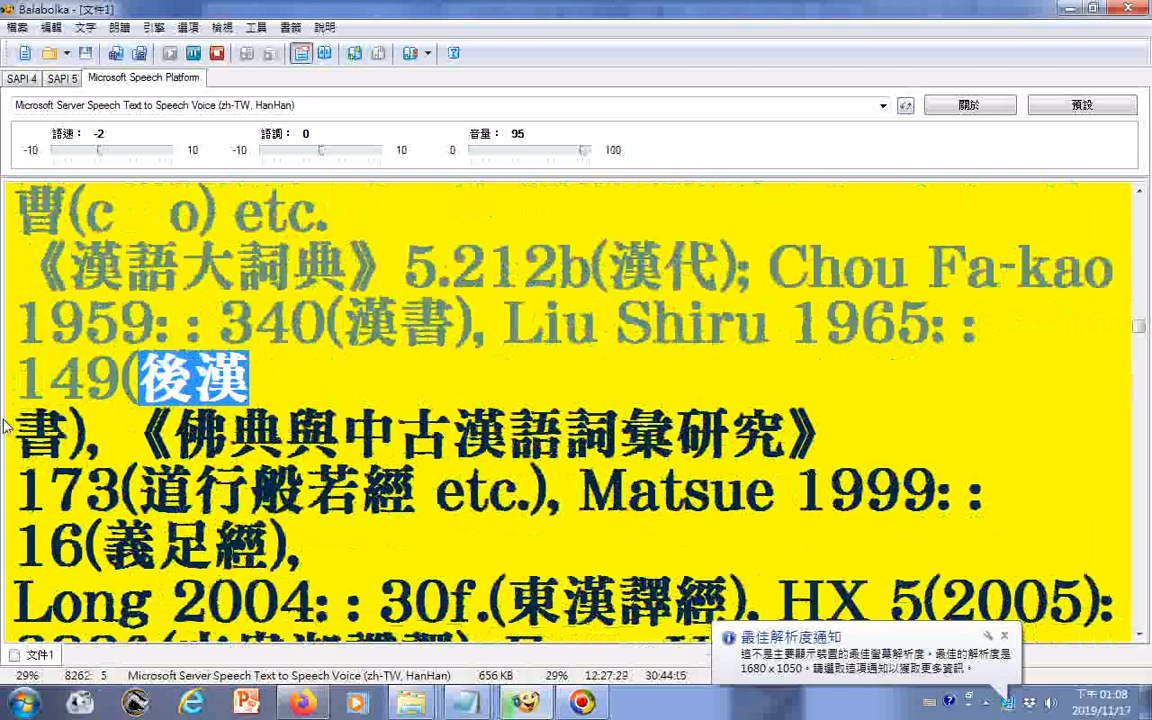 Balabolka - [文件1]
檔案 編輯 文字 朗讀 引擎 選項 檢視 工具 書籤 說明
SAPI 4 SAPI 5 Microsoft Speech Platform
Microsoft Server Speech Text to Speech Voice (zh-TW, HanHan) 關於 預設
語速： -2 語調： 0 音量： 95
-10 10 -10 10 0 100
曹(c o) etc.
《漢語大詞典》 5.212b(漢代); Chou Fa-kao
1959: : 340(漢書), Liu Shiru 1965: :
149(後漢
書), 《佛典與中古漢語詞彙研究》
173(道行般若經 etc.), Matsue 1999: :
16(義足經),
Long 2004: : 30f.(東漢譯經). HX 5(2005):
最佳解析度通知
這不是主要顯示裝置的最佳螢幕解析度。最佳的解析度是
1680 x 1050。請選取這項通知以獲取更多資訊。
文件1
29% 8262: 5 Microsoft Server Speech Text to Speech Voice (zh-TW, HanHan) 656 KB 29% 12:27:29 30:44:15
下午 01:08
2019/11/17